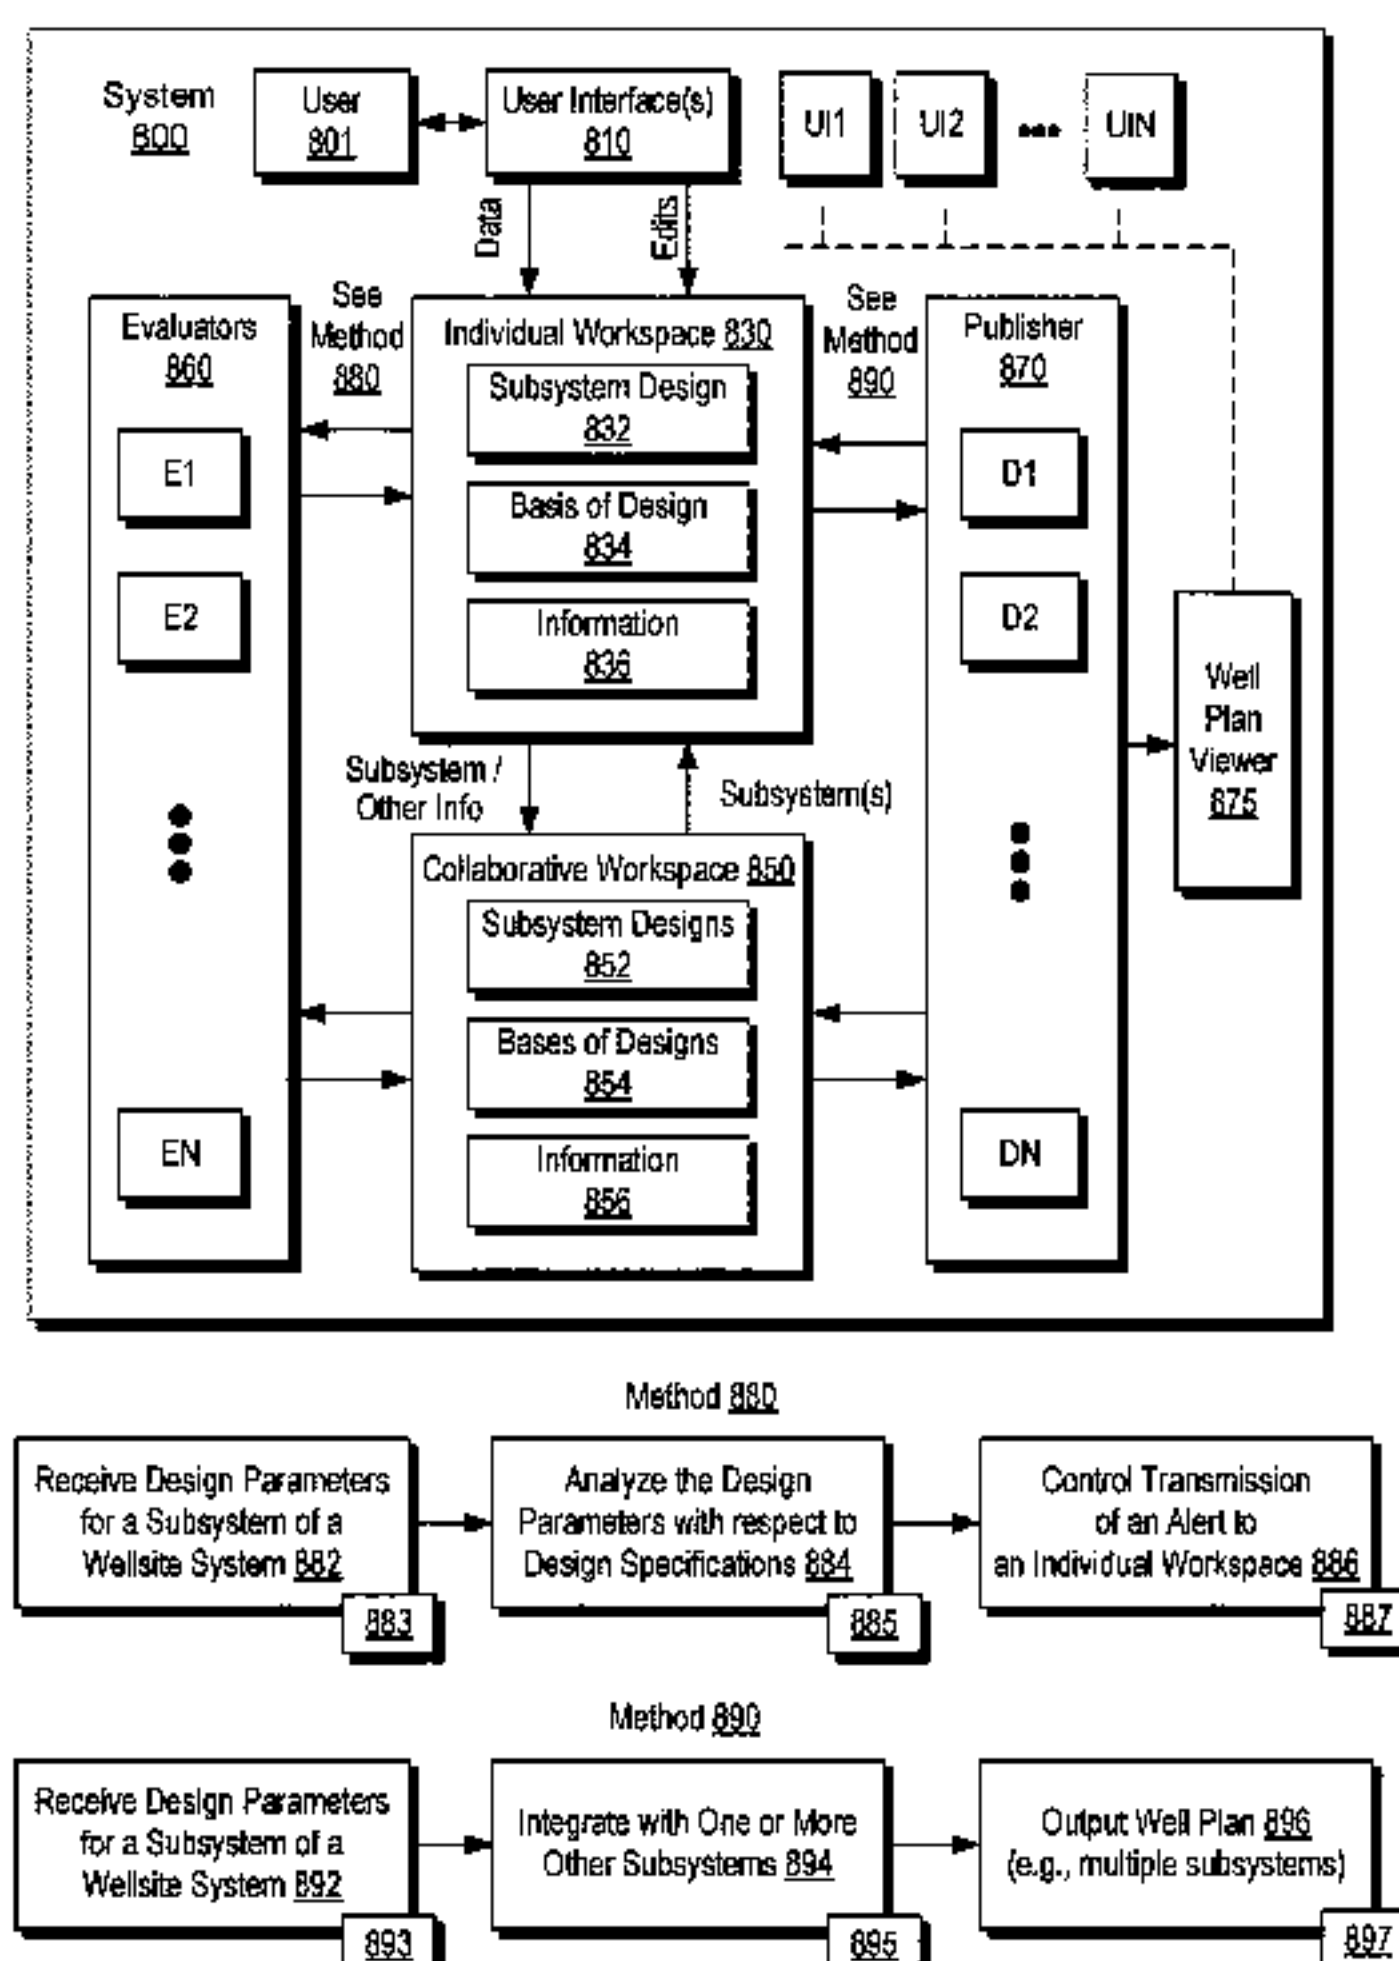 System
800
User
801
User Interface(s)
810
UI1
UI2
UIN
Data
Edits
Evaluators
860
E1
E2
EN
See
Method
880
Individual Workspace 830
Subsystem Design
832
Basis of Design
834
Information
836
See
Method
890
Publisher
870
D1
D2
DN
Well
Plan
Viewer
875
Subsystem /
Other Info
Subsystem(s)
Collaborative Workspace 850
Subsystem Designs
852
Bases of Designs
854
Information
856
Method 880
Receive Design Parameters
for a Subsystem of a
Wellsite System 882
883
Analyze the Design
Parameters with respect to
Design Specifications 884
885
Control Transmission
of an Alert to
an Individual Workspace 886
887
Method 890
Receive Design Parameters
for a Subsystem of a
Wellsite System 892
893
Integrate with One or More
Other Subsystems 894
895
Output Well Plan 896
(e.g., multiple subsystems)
897